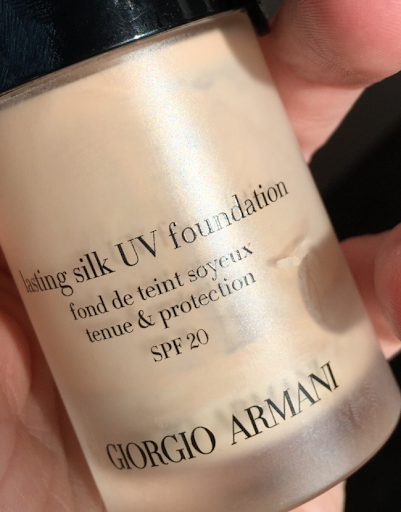 lasting silk UV foundation
fond de teint soyeux
tenue & protection
SPF 20
GIORGIO ARMANI